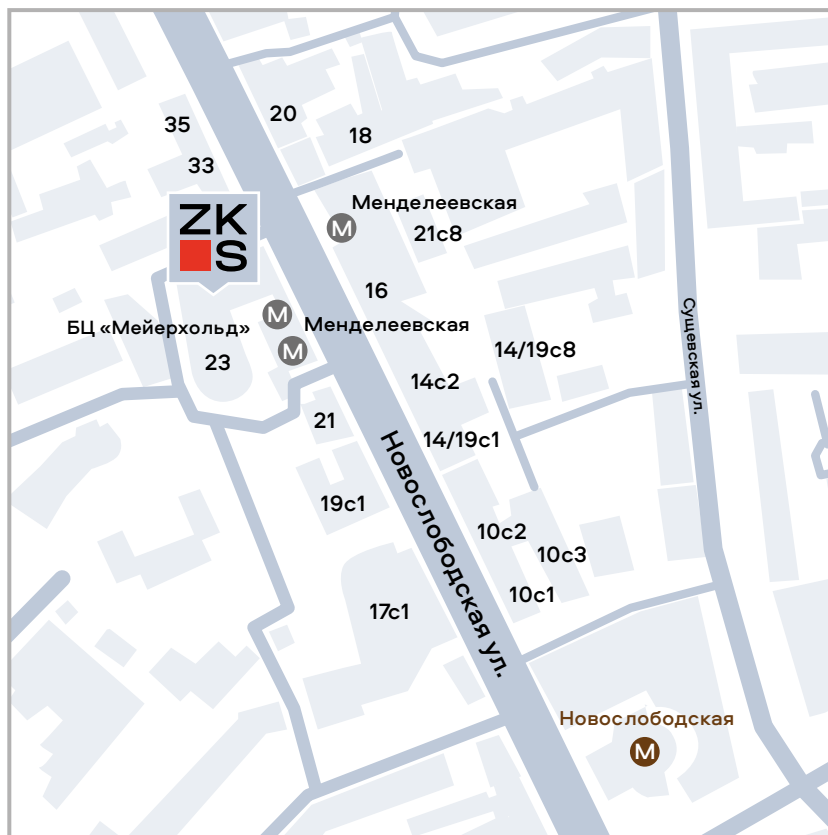 20
35
18
33
Менделеевская
М
ZK
S
21с8
16
М
Менделеевская
БЦ «Мейерхольд»
М
23
Сущевская ул.
14/19с8
14с2
21
14/19с1
Новослободская ул.
19с1
10с2
10с3
10с1
17с1
Новослободская
М